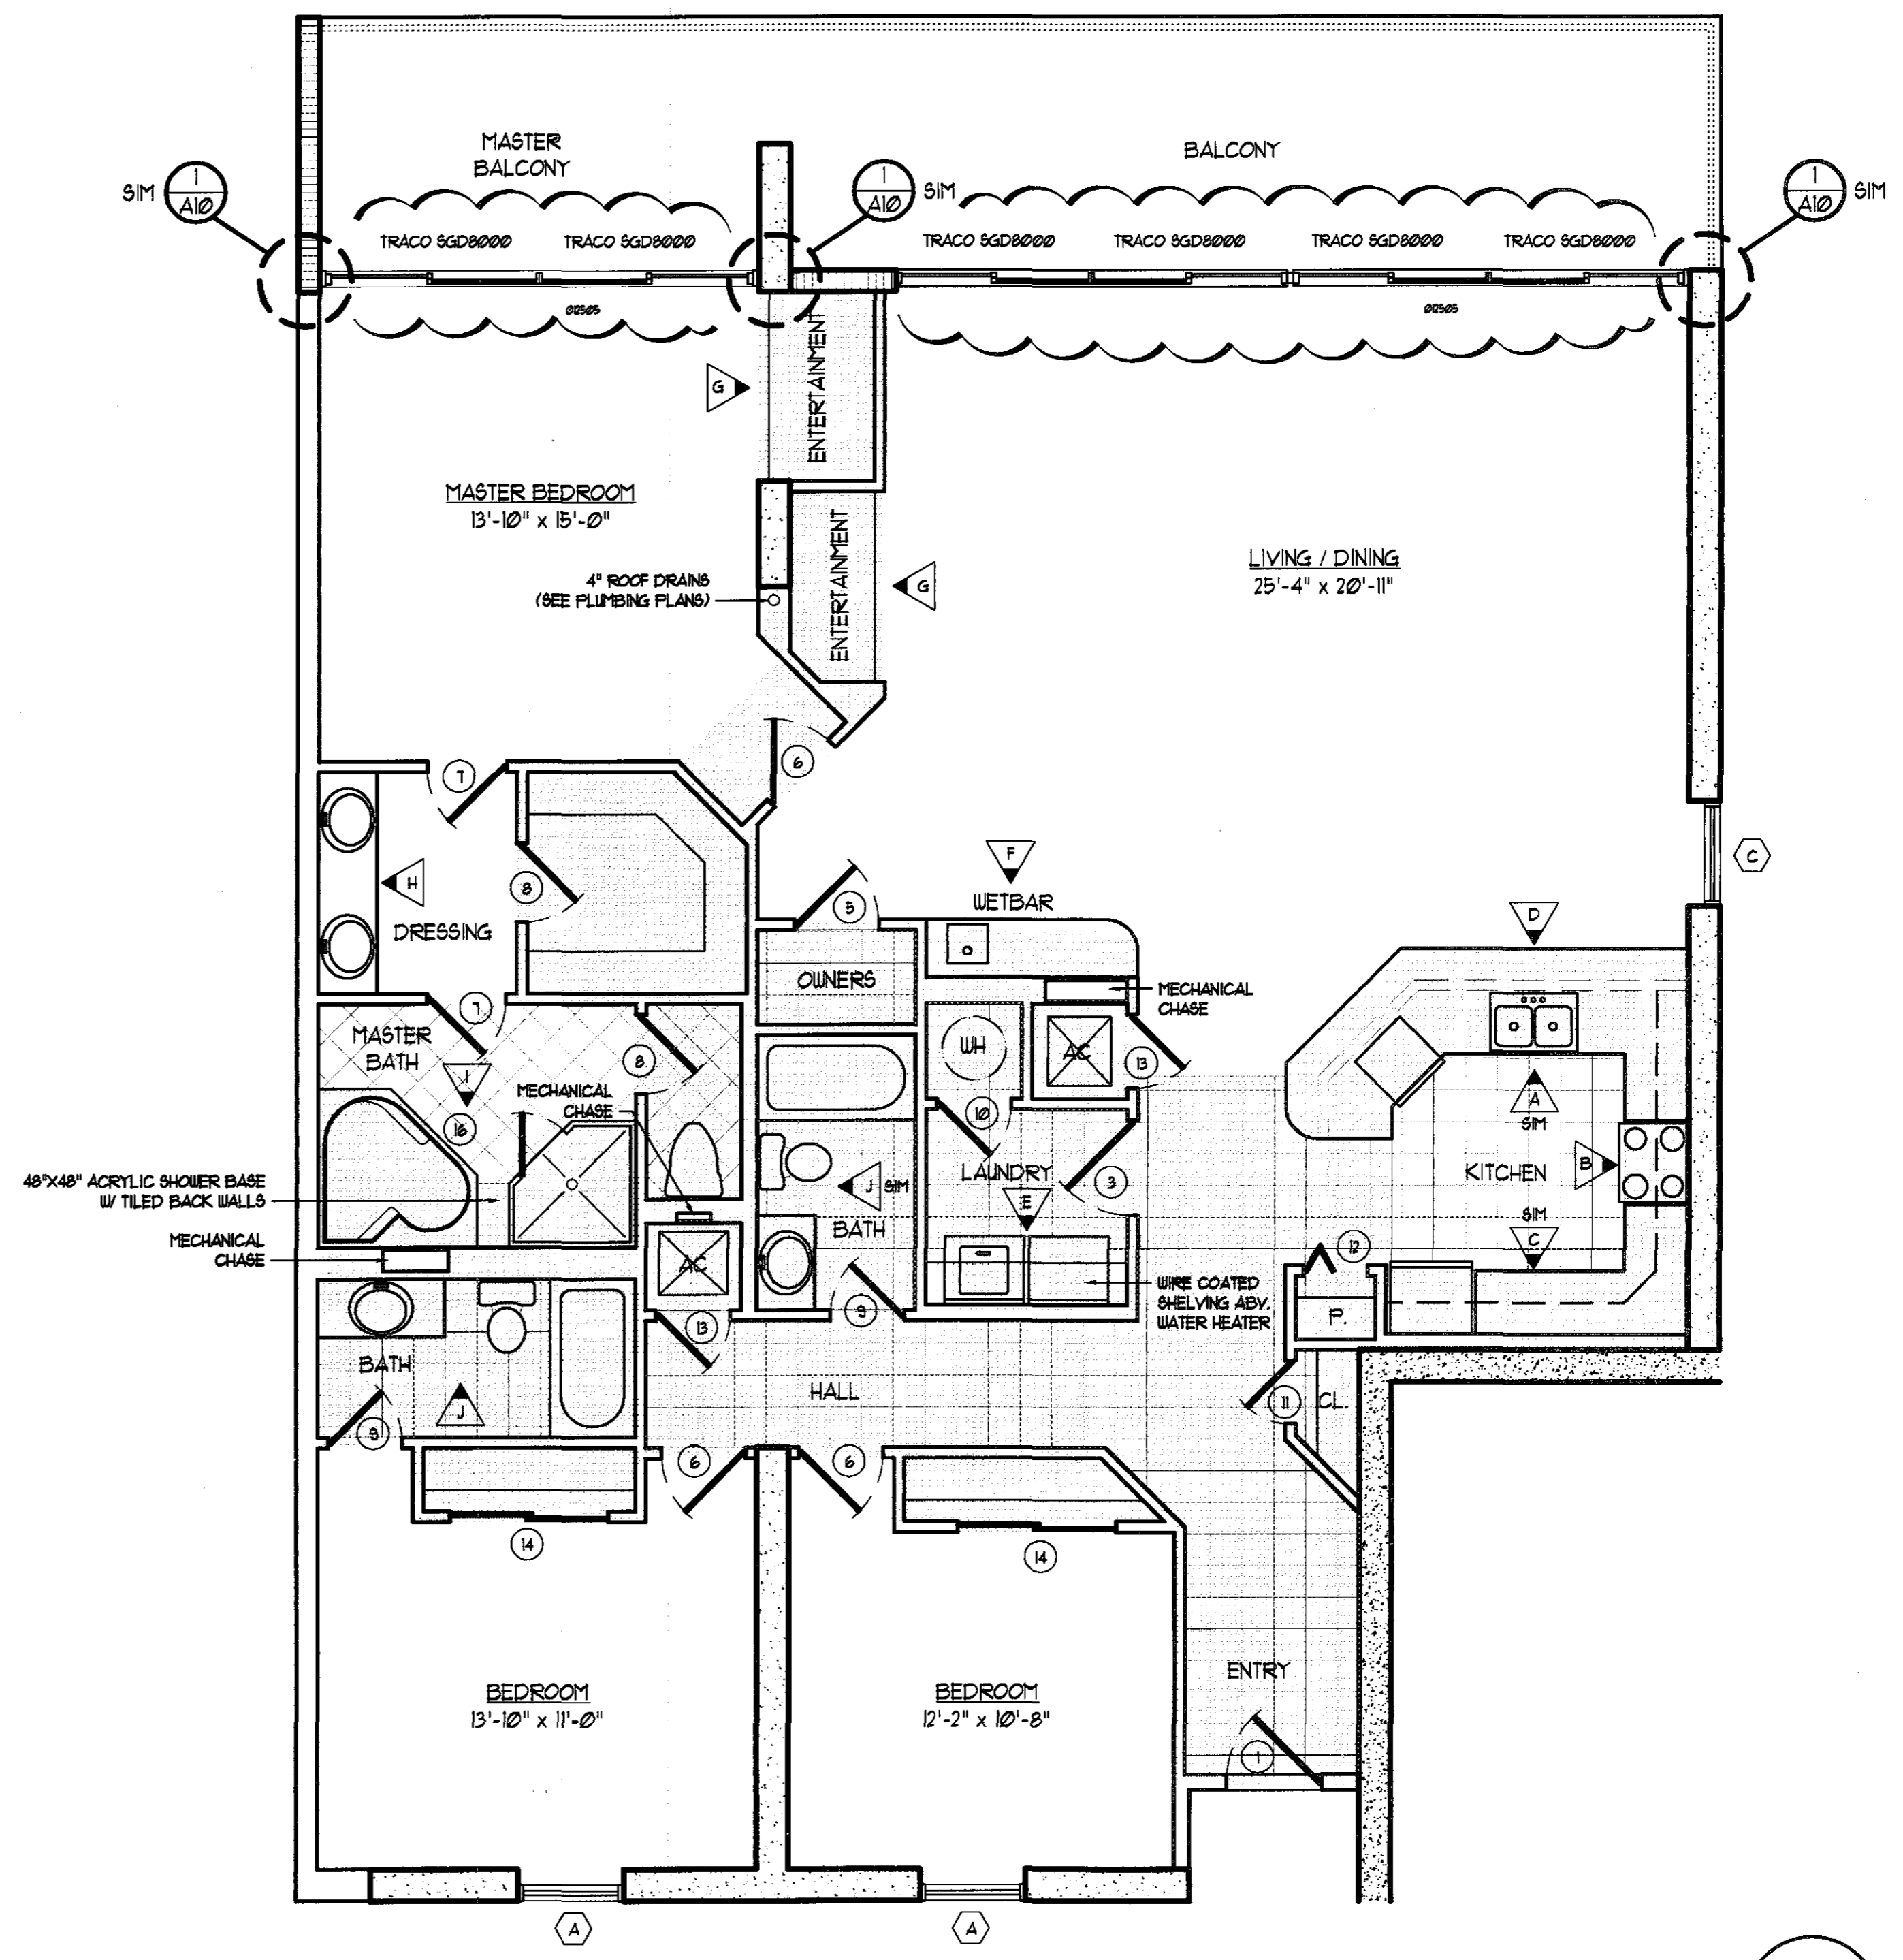 MASTER
BALCONY
BALCONY
SIM 1 A10
1 A10 SIM
1 A10 SIM
TRACO SGD8000 TRACO SGD8000
TRACO SGD8000 TRACO SGD8000 TRACO SGD8000 TRACO SGD8000
012505
012505
ENTERTAINMENT
G
MASTER BEDROOM
13'-10" x 15'-0"
4" ROOF DRAINS
(SEE PLUMBING PLANS)
ENTERTAINMENT
G
LIVING / DINING
25'-4" x 20'-11"
6
7
H
8
DRESSING
5
F
WETBAR
C
D
OWNERS
MECHANICAL
CHASE
7
MASTER
BATH
I
8
MECHANICAL
CHASE
WH
AC
13
10
16
A
SIM
48"X48" ACRYLIC SHOWER BASE
W/ TILED BACK WALLS
J SIM
BATH
LAUNDRY
E
3
KITCHEN
B
SIM
C
MECHANICAL
CHASE
AC
13
9
WIRE COATED
SHELVING ABV.
WATER HEATER
12
P.
BATH
J
9
HALL
11
CL.
6
6
14
14
BEDROOM
13'-10" x 11'-0"
BEDROOM
12'-2" x 10'-8"
ENTRY
1
A
A